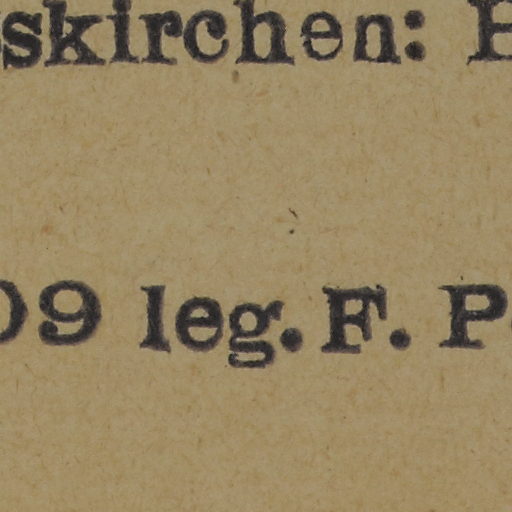 skirchen:
09 leg. F. P